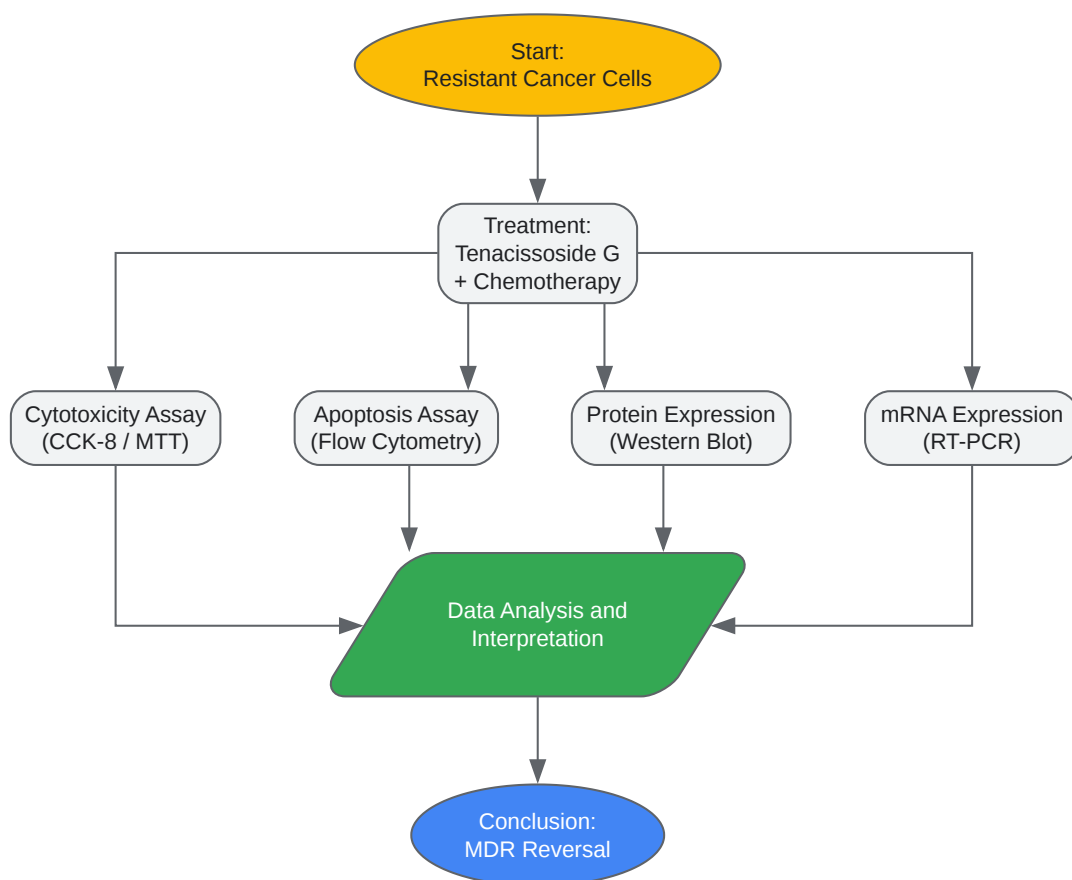 Start:
Resistant Cancer Cells
Treatment:
Tenacissoside G
+ Chemotherapy
Cytotoxicity Assay
(CCK-8 / MTT)
Apoptosis Assay
(Flow Cytometry)
Protein Expression
(Western Blot)
mRNA Expression
(RT-PCR)
Data Analysis and
Interpretation
Conclusion:
MDR Reversal